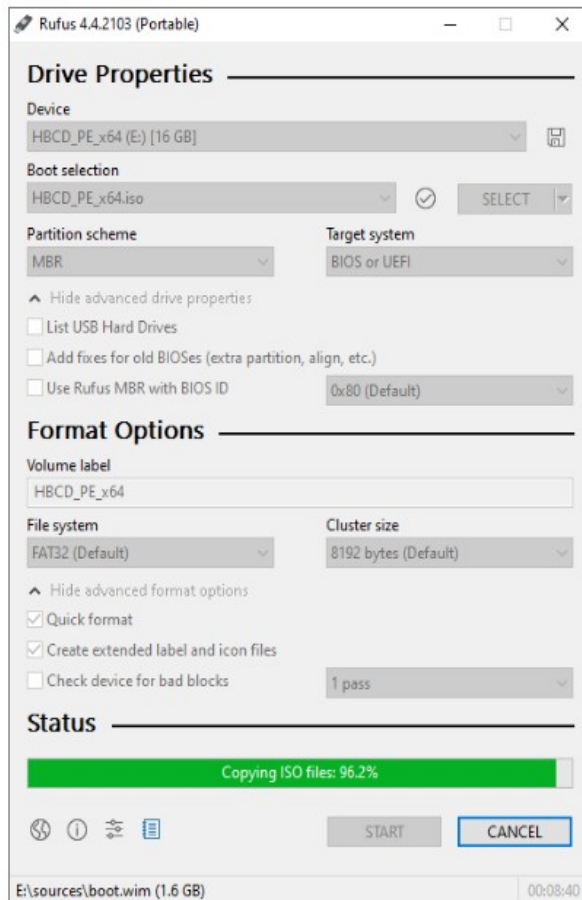 Rufus 4.4.2103 (Portable)
Drive Properties
Device
HBCD_PE_x64 (E:) [16 GB]
Boot selection
HBCD_PE_x64.iso
SELECT
Partition scheme
Target system
MBR
BIOS or UEFI
Hide advanced drive properties
List USB Hard Drives
Add fixes for old BIOSes (extra partition, align, etc.)
Use Rufus MBR with BIOS ID
0x80 (Default)
Format Options
Volume label
HBCD_PE_x64
File system
Cluster size
FAT32 (Default)
8192 bytes (Default)
Hide advanced format options
Quick format
Create extended label and icon files
Check device for bad blocks
1 pass
Status
Copying ISO files: 96.2%
START
CANCEL
E:\sources\boot.wim (1.6 GB)
00:08:40